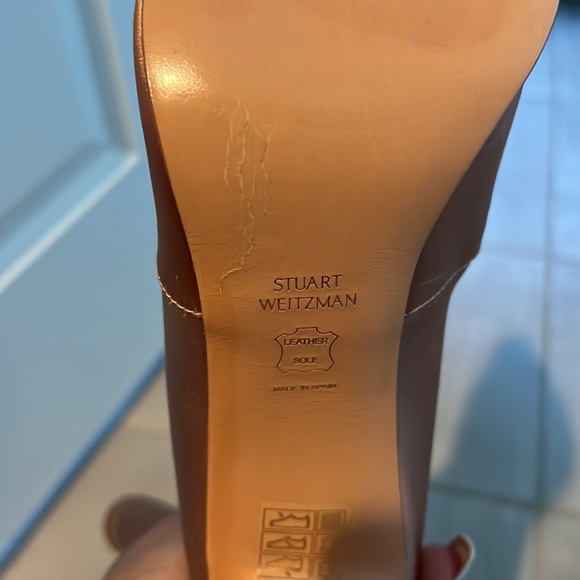 STUART
WEITZMAN
LEATHER
SOLE
MADE IN SPAIN